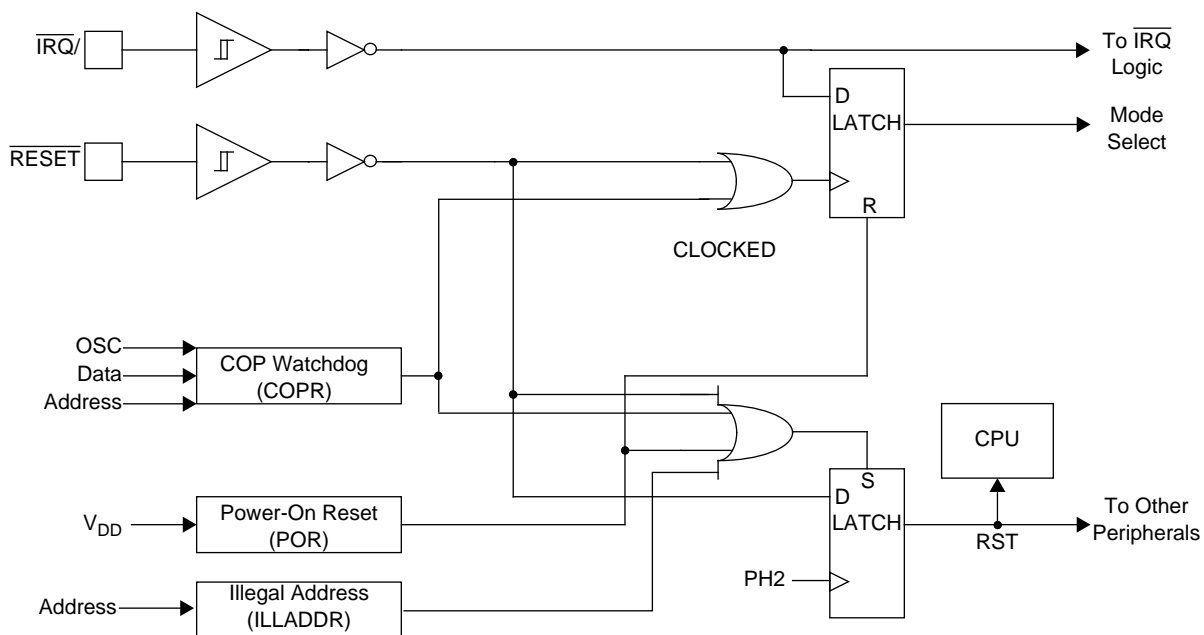 IRQ/
To IRQ
Logic
D
LATCH
Mode
Select
RESET
R
CLOCKED
OSC
Data
Address
COP Watchdog
(COPR)
CPU
S
D
LATCH
VDD
Power-On Reset
(POR)
To Other
Peripherals
RST
PH2
Address
Illegal Address
(ILLADDR)